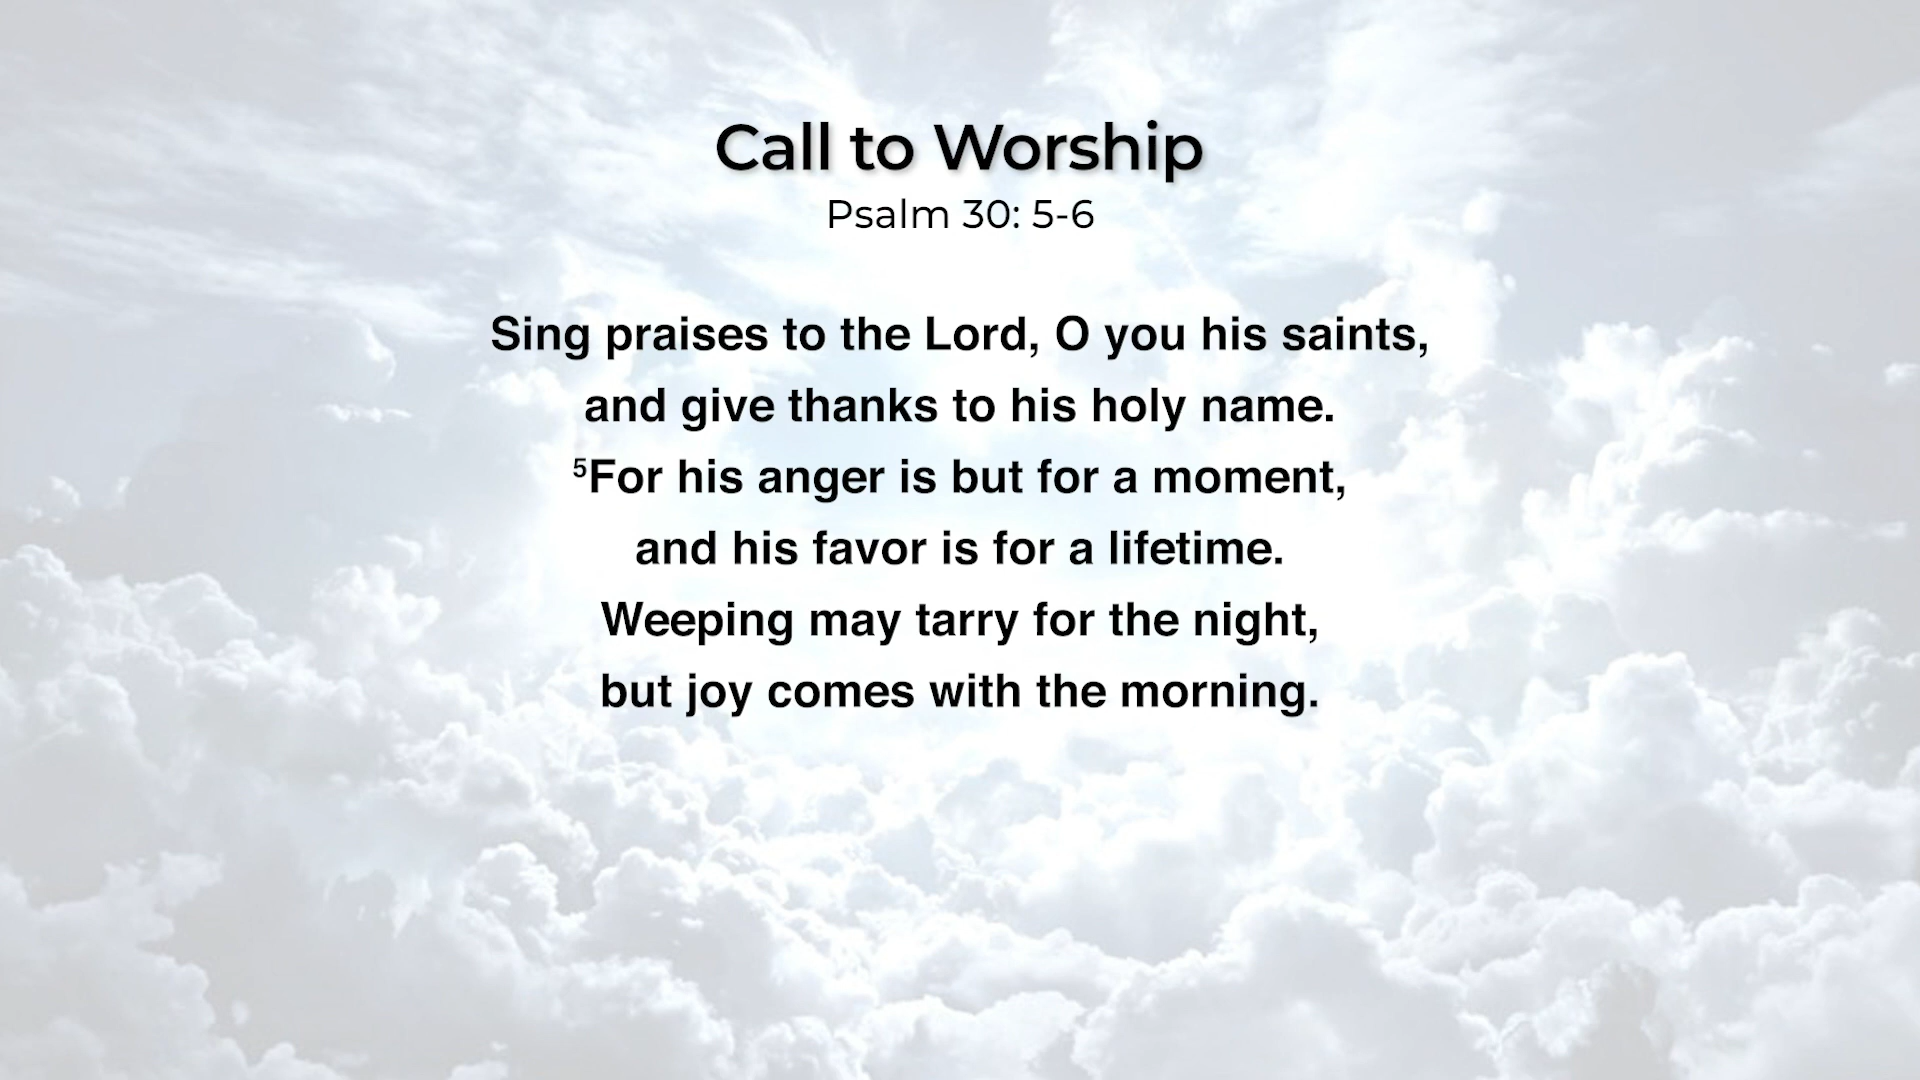 Call to Worship
Psalm 30: 5-6
Sing praises to the Lord, O you his saints,
and give thanks to his holy name.
⁵For his anger is but for a moment,
and his favor is for a lifetime.
Weeping may tarry for the night,
but joy comes with the morning.